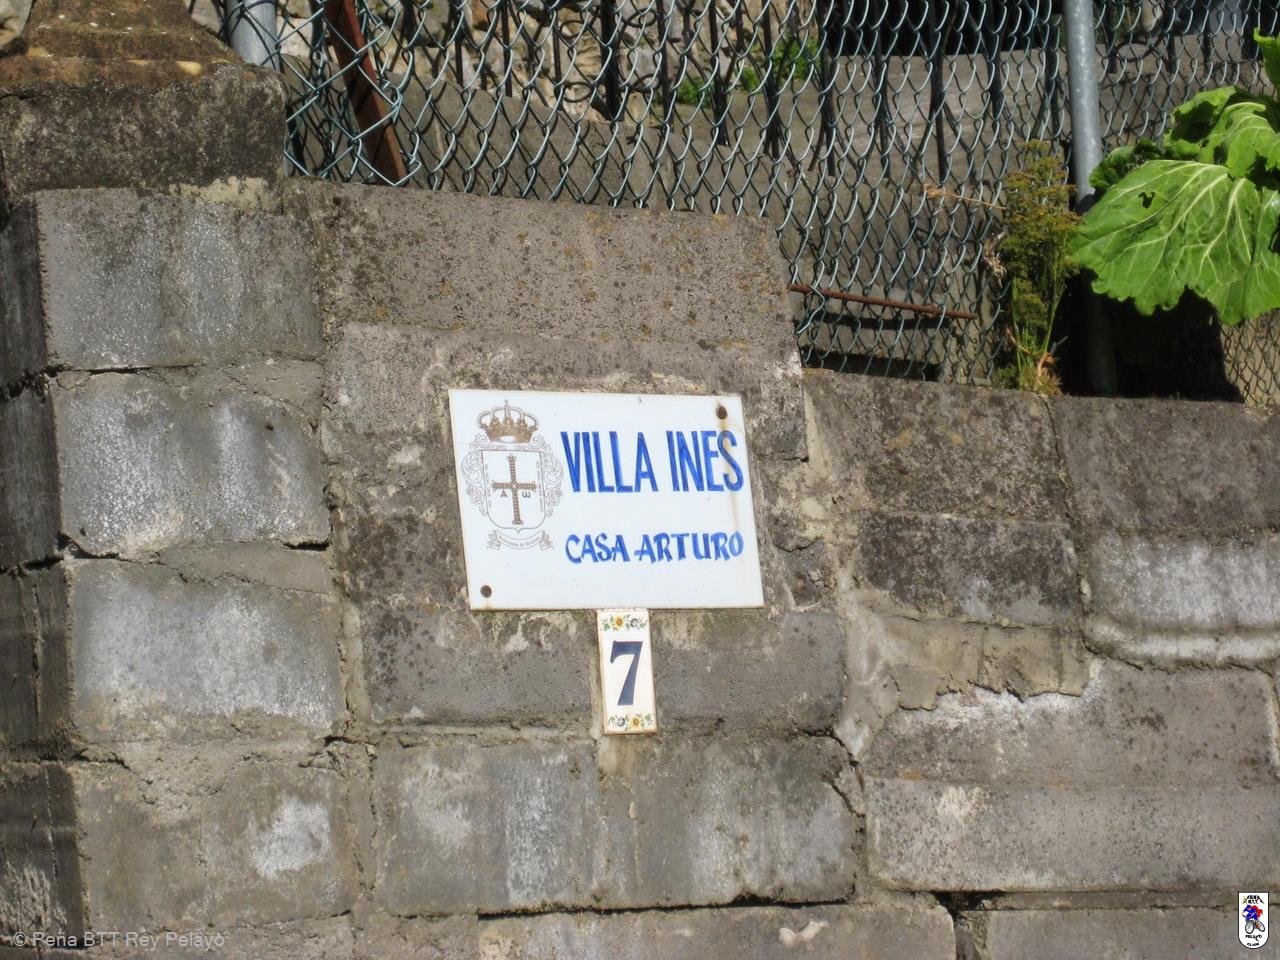 VILLA INES
CASA ARTURO
Α ω
7
© Peña BTT Rey Pelayo